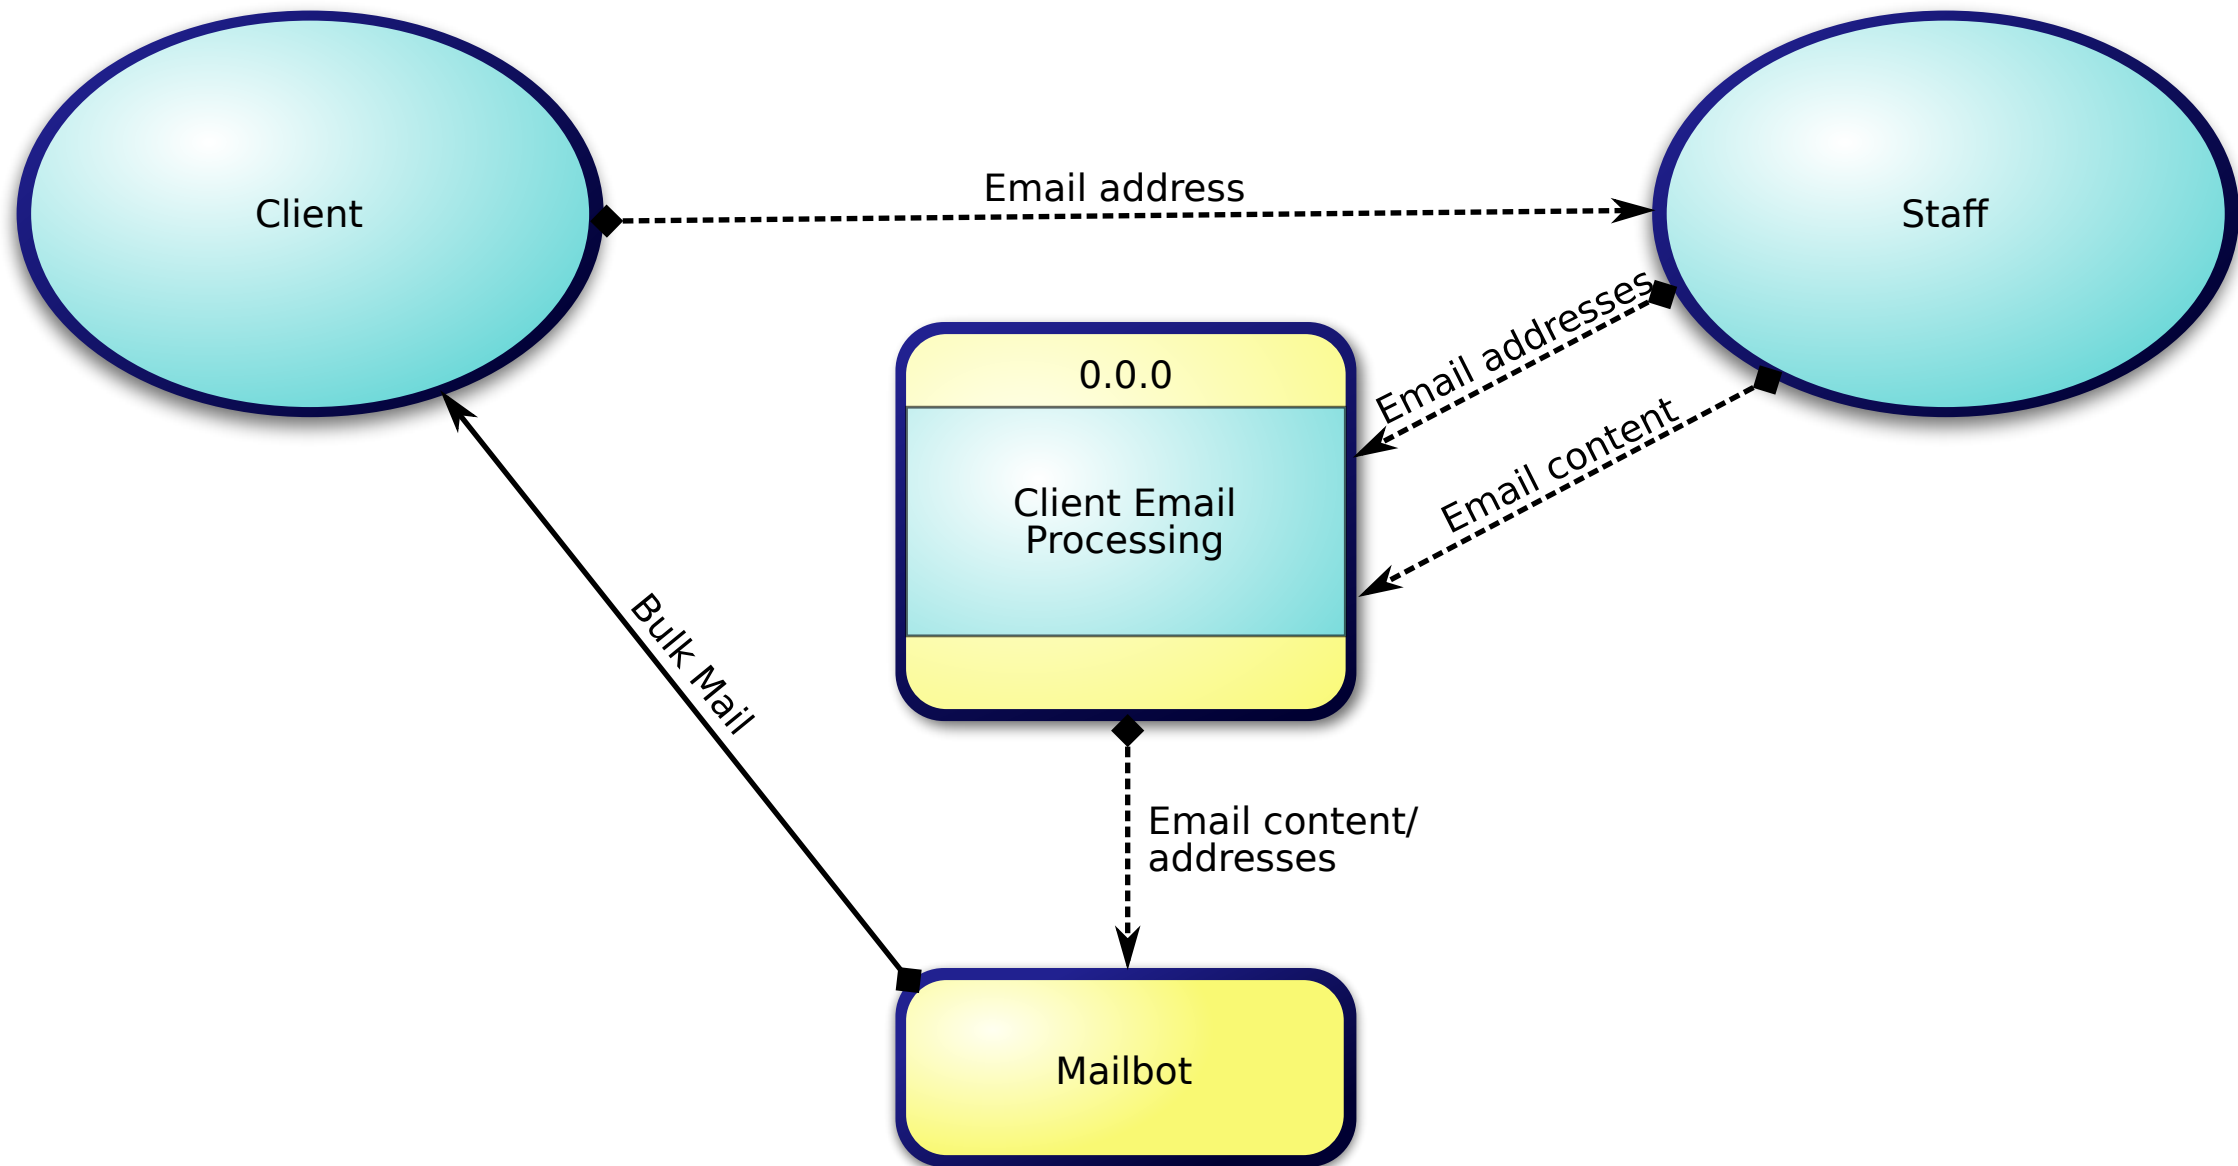 Client
Email address
Staff
Email addresses
0.0.0
Email content
Client Email
Processing
Bulk Mail
Email content/
addresses
Mailbot